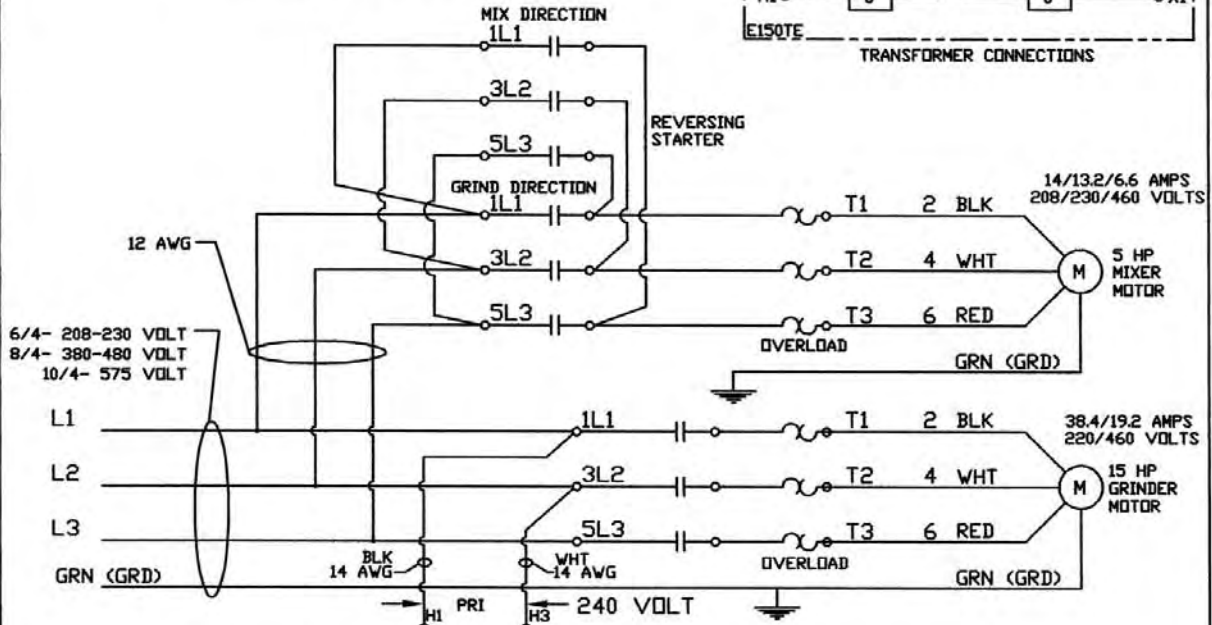 MIX DIRECTION
1L1
3L2
5L3
REVERSING
STARTER
E150TE
TRANSFORMER CONNECTIONS
GRIND DIRECTION
1L1
3L2
5L3
12 AWG
T1 2 BLK
T2 4 WHT
T3 6 RED
OVERLOAD
GRN (GRD)
14/13.2/6.6 AMPS
208/230/460 VOLTS
M
5 HP
MIXER
MOTOR
6/4- 208-230 VOLT
8/4- 380-480 VOLT
10/4- 575 VOLT
L1
L2
L3
GRN (GRD)
1L1
3L2
5L3
T1 2 BLK
T2 4 WHT
T3 6 RED
OVERLOAD
GRN (GRD)
38.4/19.2 AMPS
220/460 VOLTS
M
15 HP
GRINDER
MOTOR
BLK
14 AWG
WHT
14 AWG
H1 PRI H3 240 VOLT